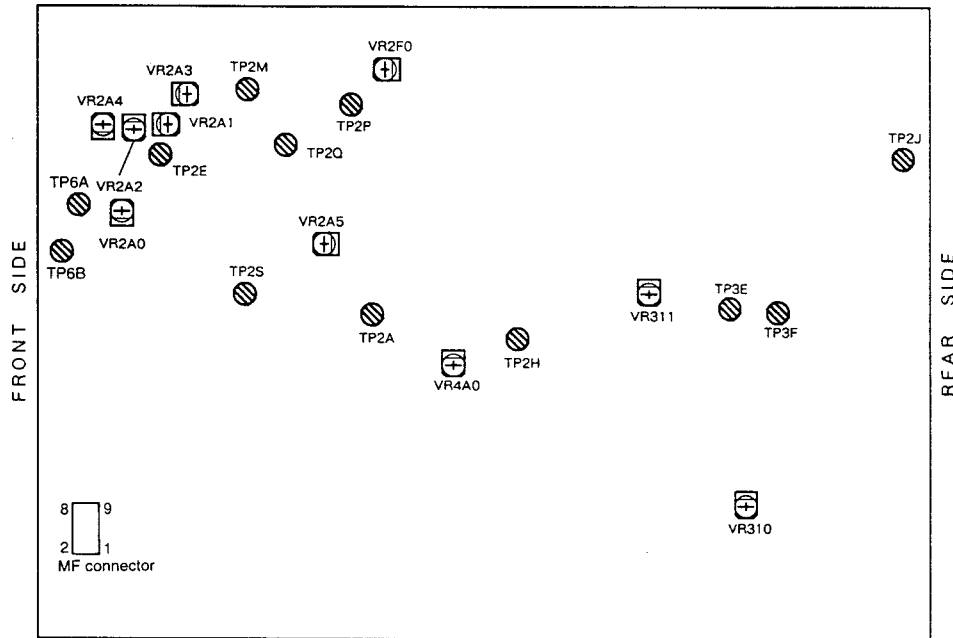 VR2F0
VR2A3
TP2M
VR2A4
VR2A1
TP2P
TP2Q
TP2J
TP2E
TP6A
VR2A2
VR2A5
VR2A0
TP6B
TP2S
TP3E
VR311
TP3F
TP2A
TP2H
VR4A0
FRONT SIDE
REAR SIDE
8 9
2 1
MF connector
VR310